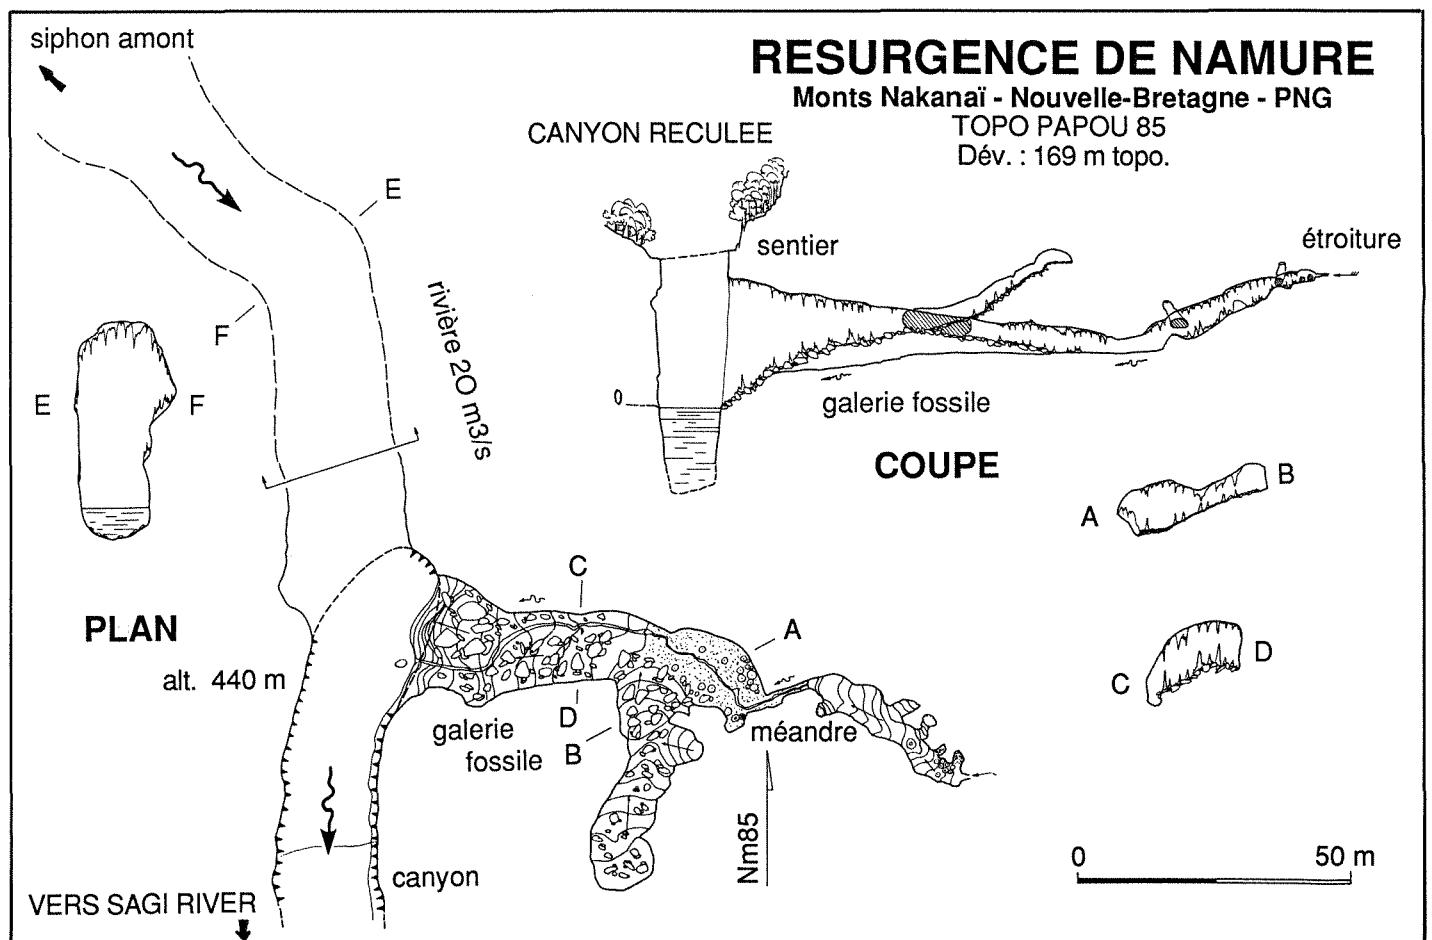 siphon amont
RESURGENCE DE NAMURE
Monts Nakanaï - Nouvelle-Bretagne - PNG
TOPO PAPOU 85
Dév. : 169 m topo.
CANYON RECULEE
sentier
étroiture
E
F
rivière 20 m3/s
E
F
0
galerie fossile
COUPE
A
B
C
D
PLAN
alt. 440 m
C
A
D
B
galerie
fossile
méandre
Nm85
canyon
0
50 m
VERS SAGI RIVER